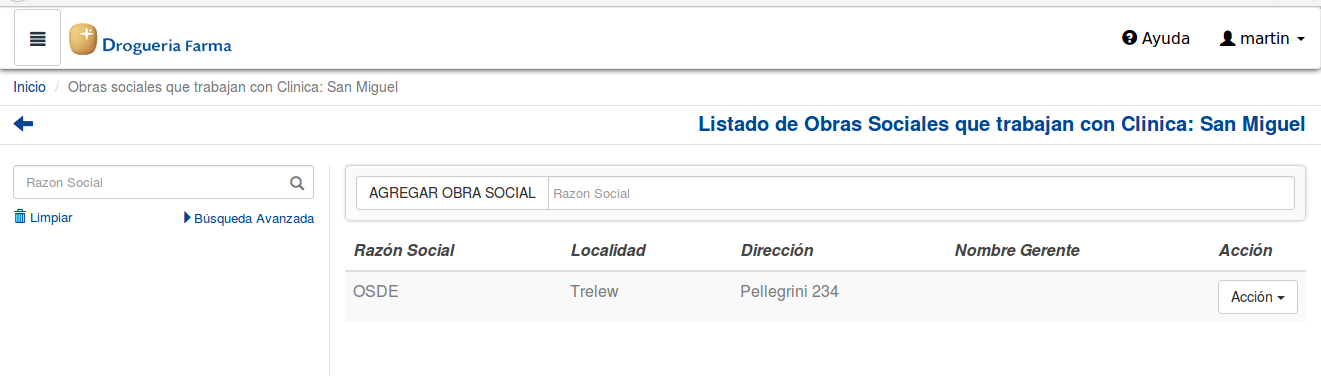 Drogueria Farma
Ayuda
martin
Inicio / Obras sociales que trabajan con Clinica: San Miguel
Listado de Obras Sociales que trabajan con Clinica: San Miguel
Razon Social
Limpiar
Búsqueda Avanzada
AGREGAR OBRA SOCIAL Razon Social
Razón Social Localidad Dirección Nombre Gerente Acción
OSDE Trelew Pellegrini 234 Acción